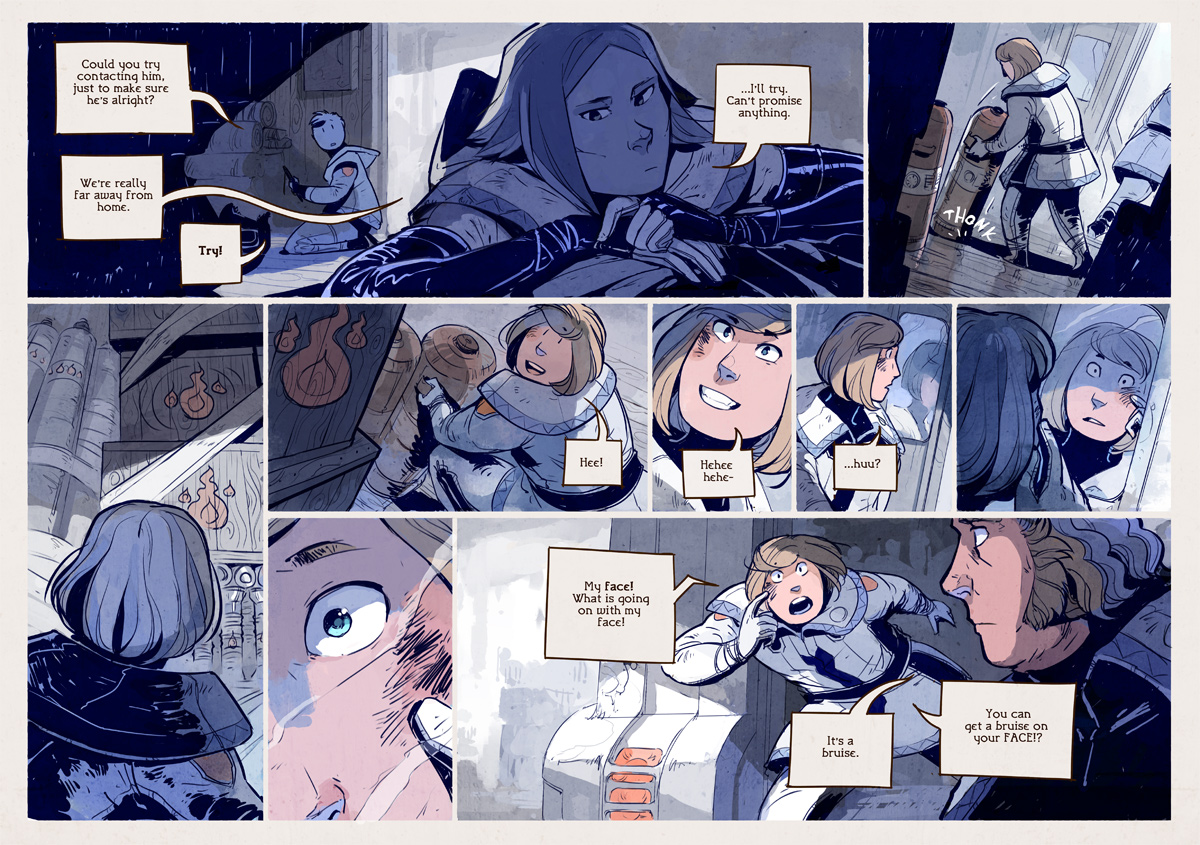 Could you try
contacting him,
just to make sure
he's alright?
We're really
far away from
home.
Try!
...I'll try.
Can't promise
anything.
THONK
Hee!
Hehee
hehe-
...huu?
My face!
What is going
on with my
face!
It's a
bruise.
You can
get a bruise on
your FACE!?